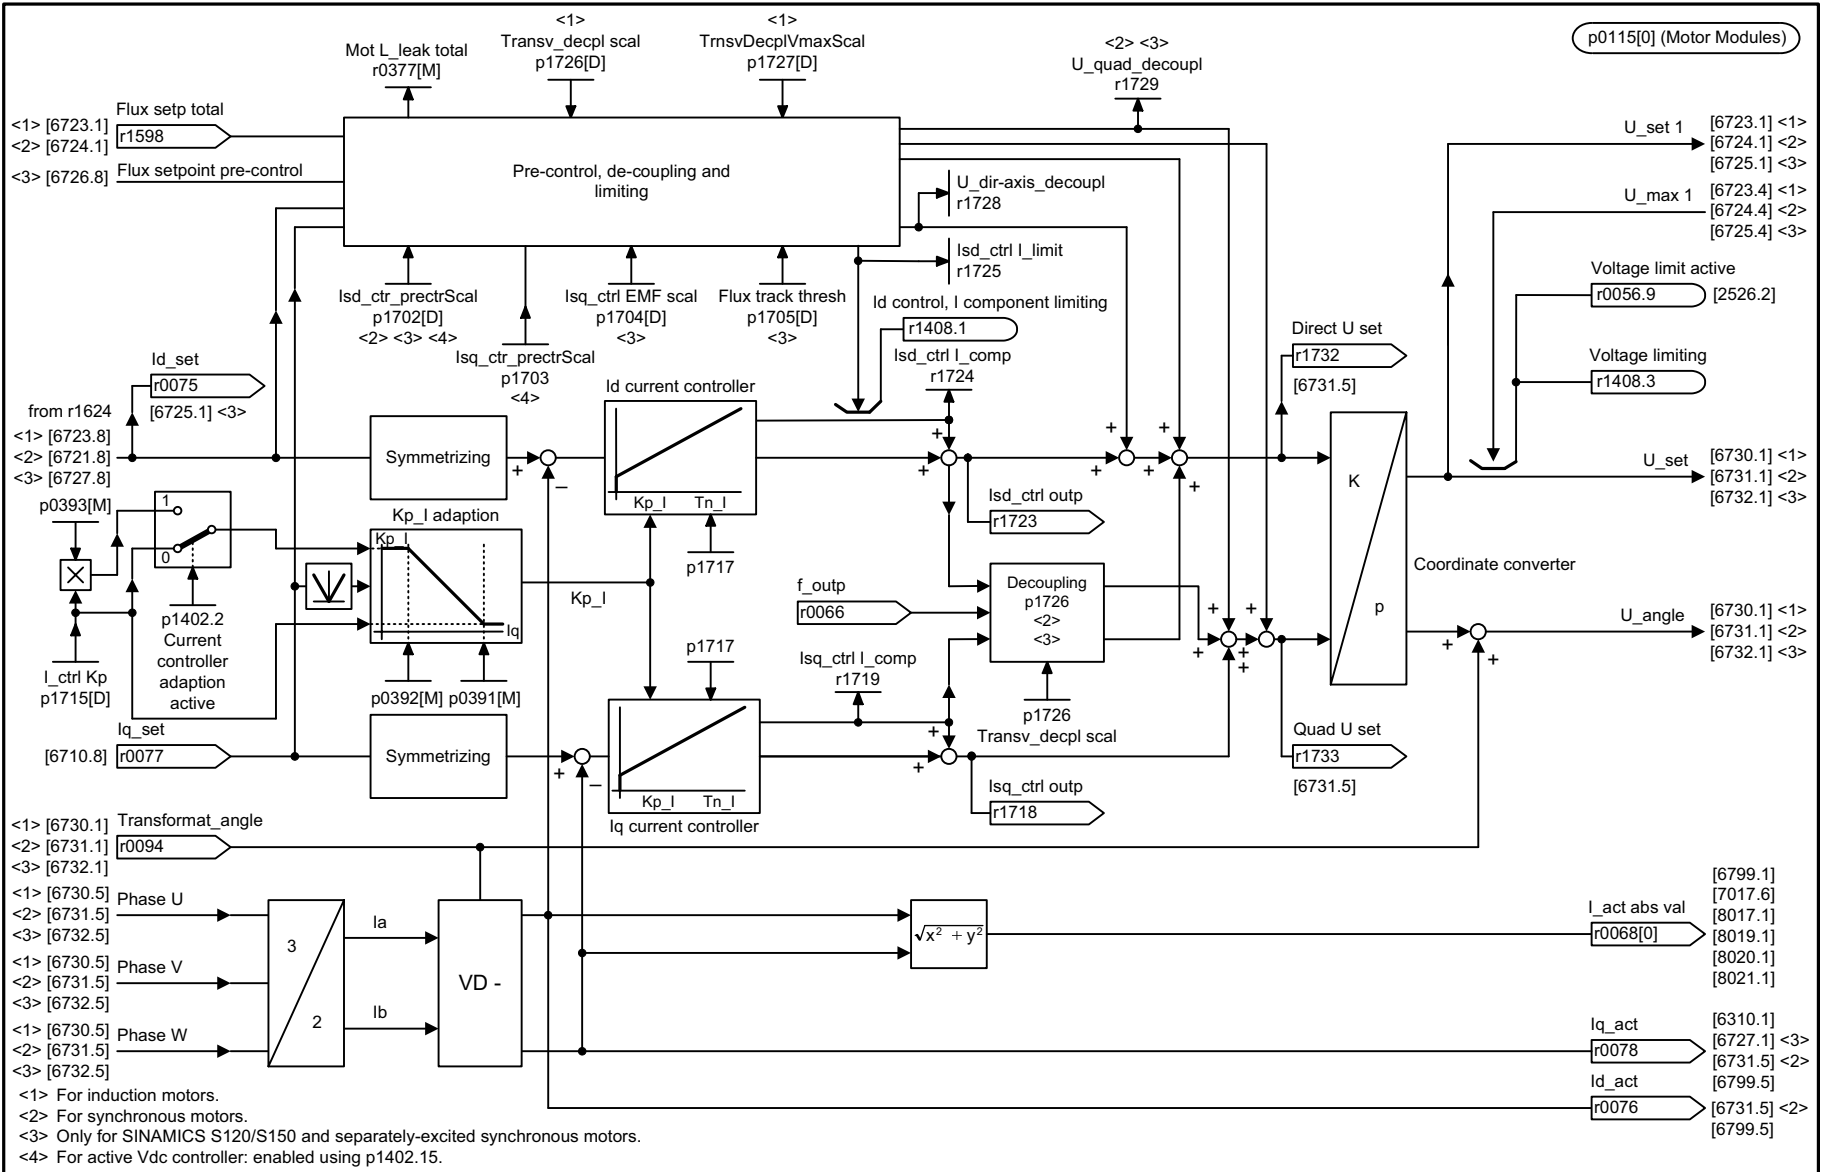 <1>
Transv_decpl scal
p1726[D]
<1>
TrnsvDecplVmaxScal
p1727[D]
<2> <3>
U_quad_decoupl
r1729
p0115[0] (Motor Modules)
Mot L_leak total
r0377[M]
Flux setp total
<1> [6723.1]
<2> [6724.1]
r1598
<3> [6726.8]
Flux setpoint pre-control
Pre-control, de-coupling and
limiting
U_dir-axis_decoupl
r1728
Isd_ctrl I_limit
r1725
U_set 1
[6723.1] <1>
[6724.1] <2>
[6725.1] <3>
U_max 1
[6723.4] <1>
[6724.4] <2>
[6725.4] <3>
Voltage limit active
r0056.9
[2526.2]
Voltage limiting
r1408.3
Isd_ctr_prectrScal
p1702[D]
<2> <3> <4>
Isq_ctr_prectrScal
p1703
<4>
Isq_ctrl EMF scal
p1704[D]
<3>
Flux track thresh
p1705[D]
<3>
Id control, I component limiting
r1408.1
Isd_ctrl I_comp
r1724
Direct U set
r1732
[6731.5]
Id_set
r0075
[6725.1] <3>
from r1624
<1> [6723.8]
<2> [6721.8]
<3> [6727.8]
Symmetrizing
+
–
Id current controller
Kp_I
Tn_I
p1717
+
+
+
+
+
+
Isd_ctrl outp
r1723
K
p
Coordinate converter
U_set
[6730.1] <1>
[6731.1] <2>
[6732.1] <3>
p0393[M]
1
0
p1402.2
Current
controller
adaption
active
I_ctrl Kp
p1715[D]
Kp_I adaption
Kp_I
Iq
p0392[M]
p0391[M]
Kp_I
f_outp
r0066
Decoupling
p1726
<2>
<3>
p1726
Transv_decpl scal
+
+
+
+
+
U_angle
+
+
[6730.1] <1>
[6731.1] <2>
[6732.1] <3>
p1717
Isq_ctrl I_comp
r1719
Iq_set
[6710.8]
r0077
Symmetrizing
+
–
Kp_I
Tn_I
Iq current controller
+
+
Isq_ctrl outp
r1718
Quad U set
r1733
[6731.5]
Transformat_angle
<1> [6730.1]
<2> [6731.1]
<3> [6732.1]
r0094
<1> [6730.5]
<2> [6731.5]
<3> [6732.5]
Phase U
<1> [6730.5]
<2> [6731.5]
<3> [6732.5]
Phase V
<1> [6730.5]
<2> [6731.5]
<3> [6732.5]
Phase W
3
2
Ia
Ib
VD -
√x² + y²
I_act abs val
r0068[0]
[6799.1]
[7017.6]
[8017.1]
[8019.1]
[8020.1]
[8021.1]
Iq_act
r0078
[6310.1]
[6727.1] <3>
[6731.5] <2>
[6799.5]
Id_act
r0076
[6731.5] <2>
[6799.5]
<1> For induction motors.
<2> For synchronous motors.
<3> Only for SINAMICS S120/S150 and separately-excited synchronous motors.
<4> For active Vdc controller: enabled using p1402.15.